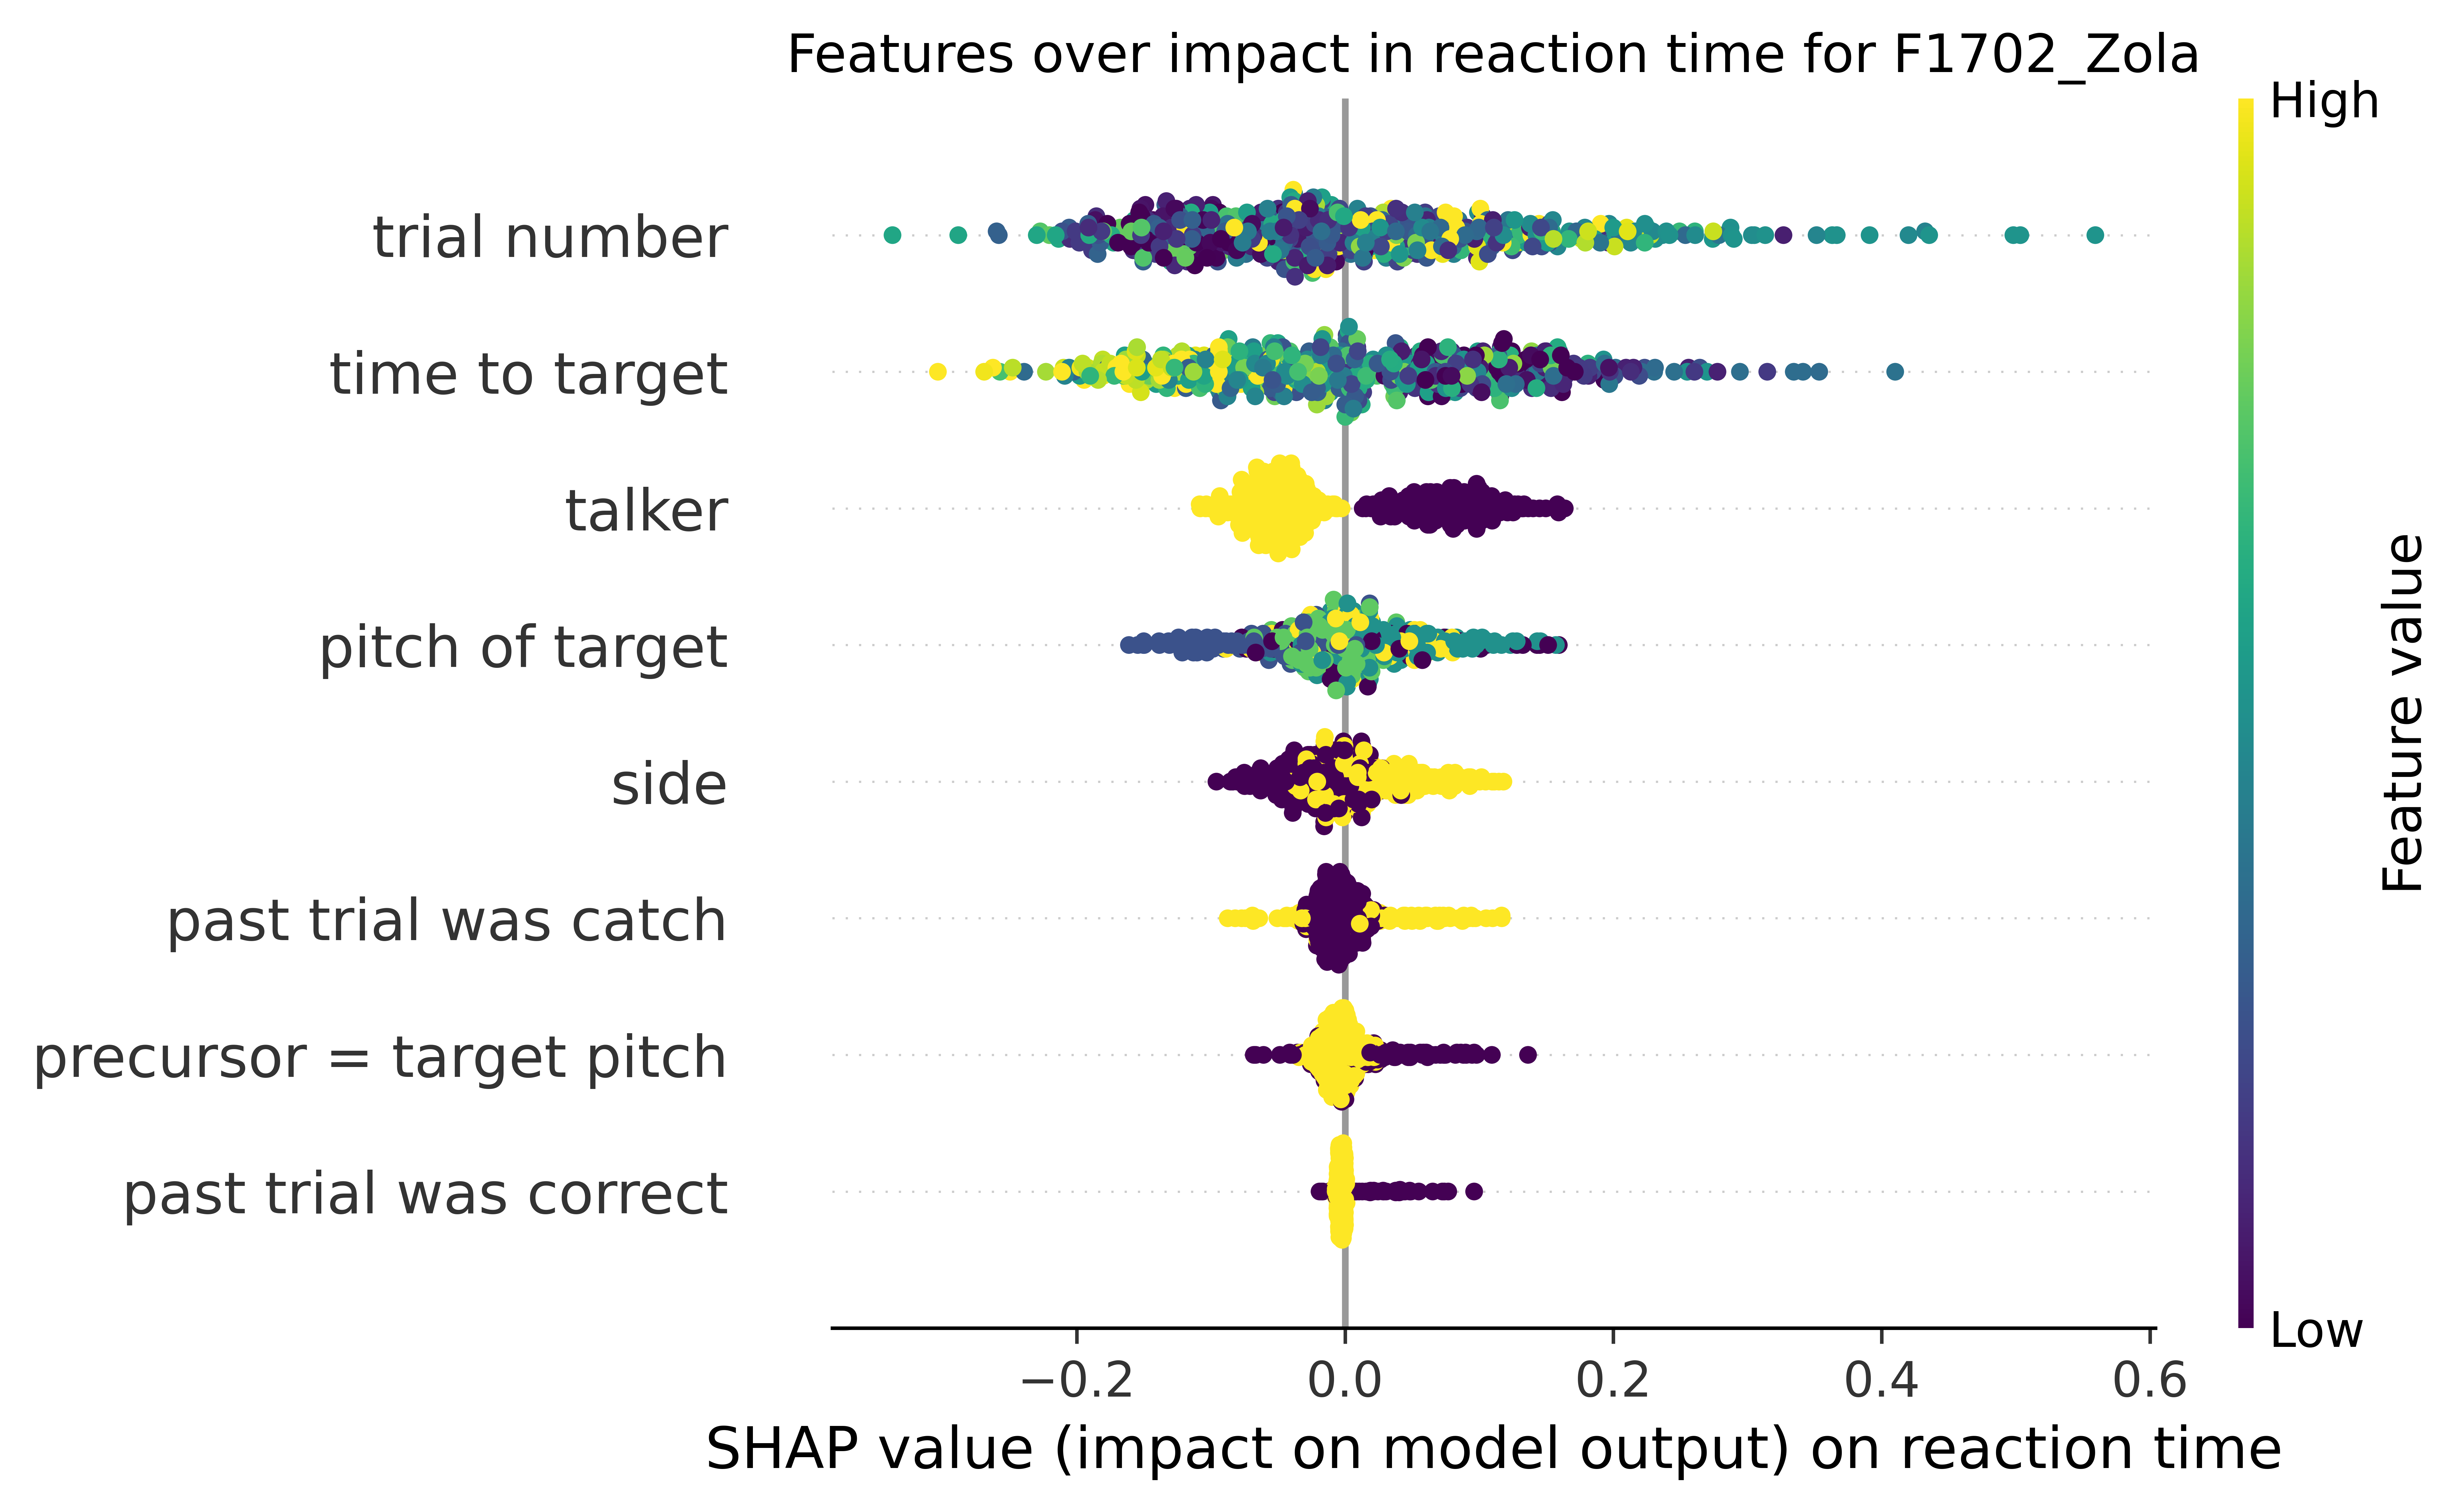 Features over impact in reaction time for F1702_Zola
High
trial number
time to target
talker
pitch of target
side
past trial was catch
precursor = target pitch
past trial was correct
Feature value
Low
−0.2 0.0 0.2 0.4 0.6
SHAP value (impact on model output) on reaction time